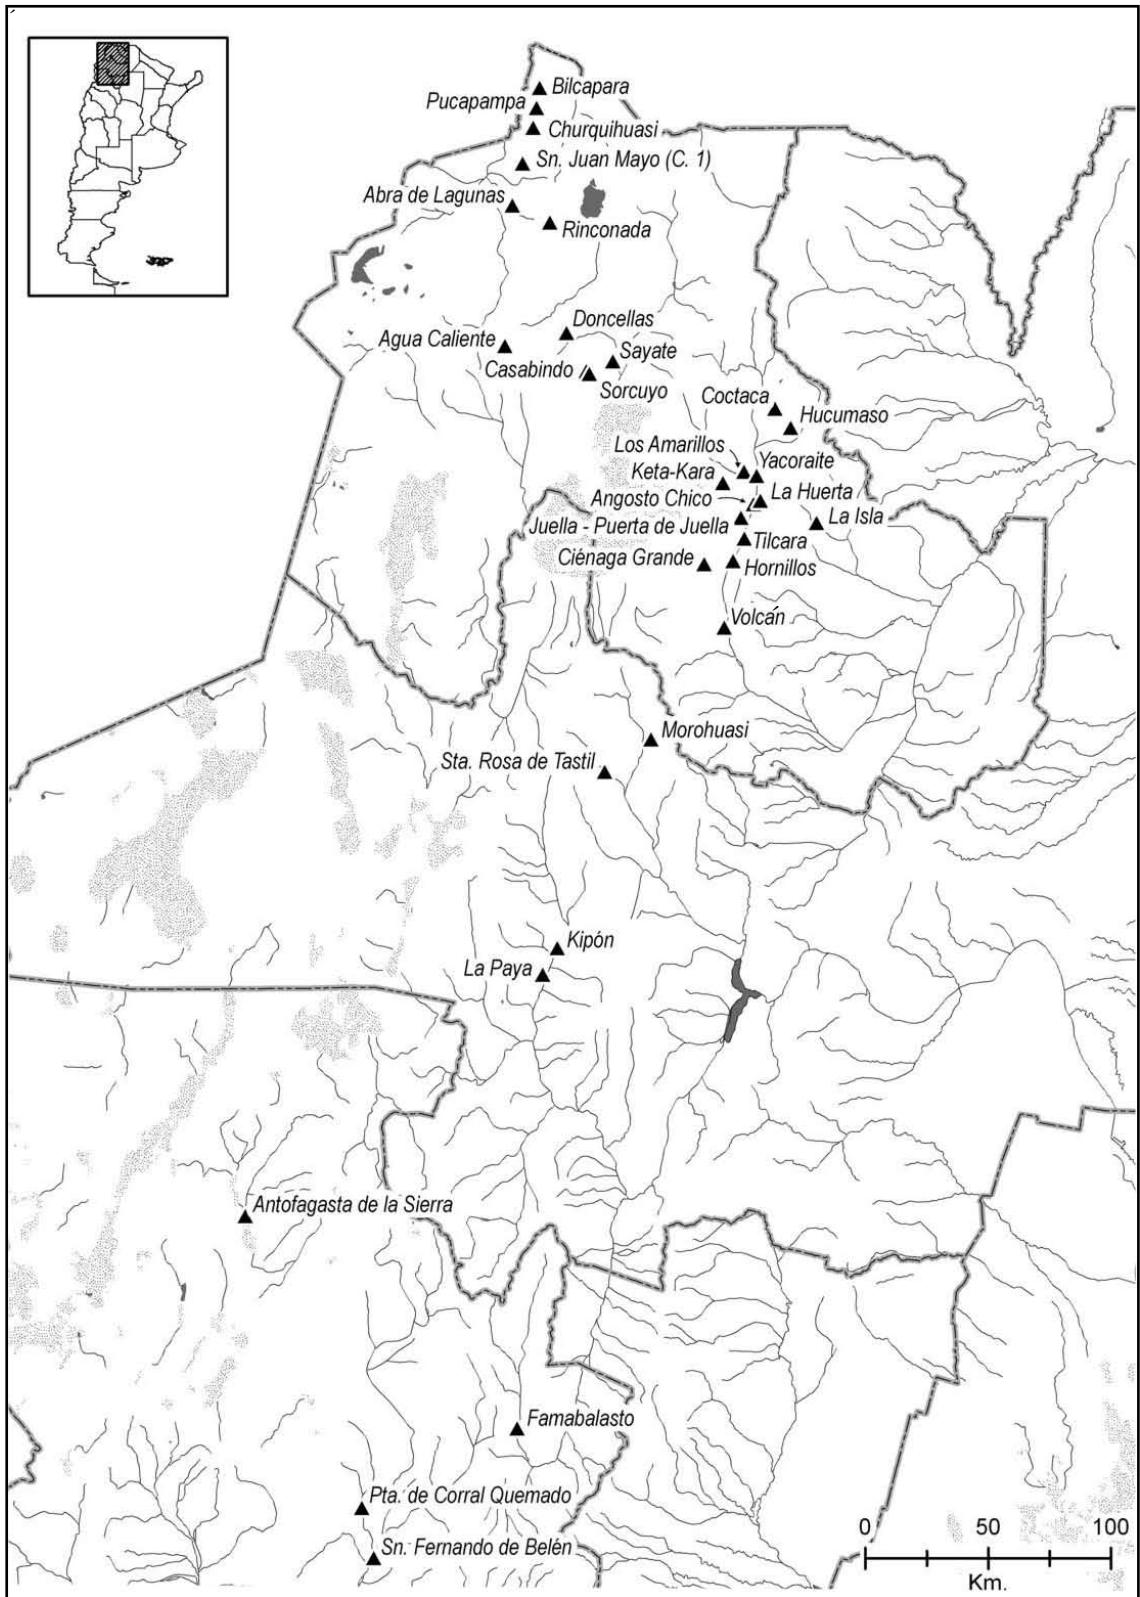 Bilcapara
Pucapampa
Churquihuasi
Sn. Juan Mayo (C. 1)
Abra de Lagunas
Rinconada
Doncellas
Agua Caliente
Sayate
Casabindo
Sorcuyo
Coctaca
Hucumaso
Los Amarillos
Yacoraite
Keta-Kara
La Huerta
Angosto Chico
La Isla
Juella - Puerta de Juella
Tilcara
Ciénaga Grande
Hornillos
Volcán
Morohuasi
Sta. Rosa de Tastil
Kipón
La Paya
Antofagasta de la Sierra
Famabalasto
Pta. de Corral Quemado
Sn. Fernando de Belén
0 50 100
Km.